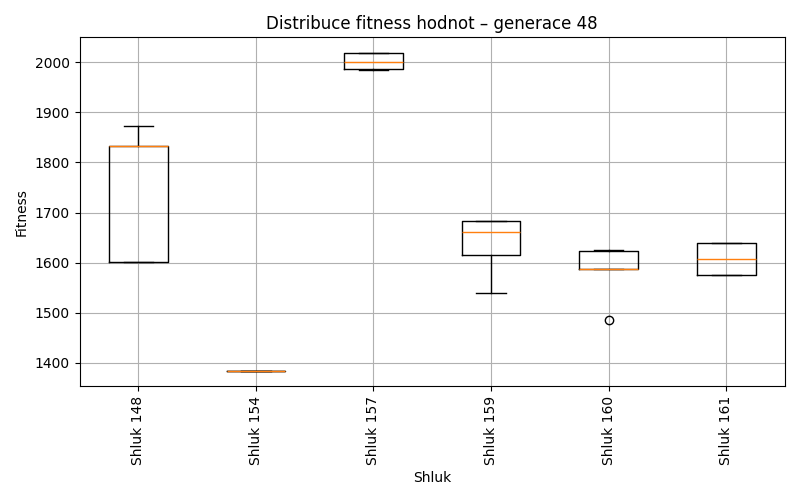 Distribuce fitness hodnot – generace 48
Fitness
2000
1900
1800
1700
1600
1500
1400
Shluk 148
Shluk 154
Shluk 157
Shluk 159
Shluk 160
Shluk 161
Shluk